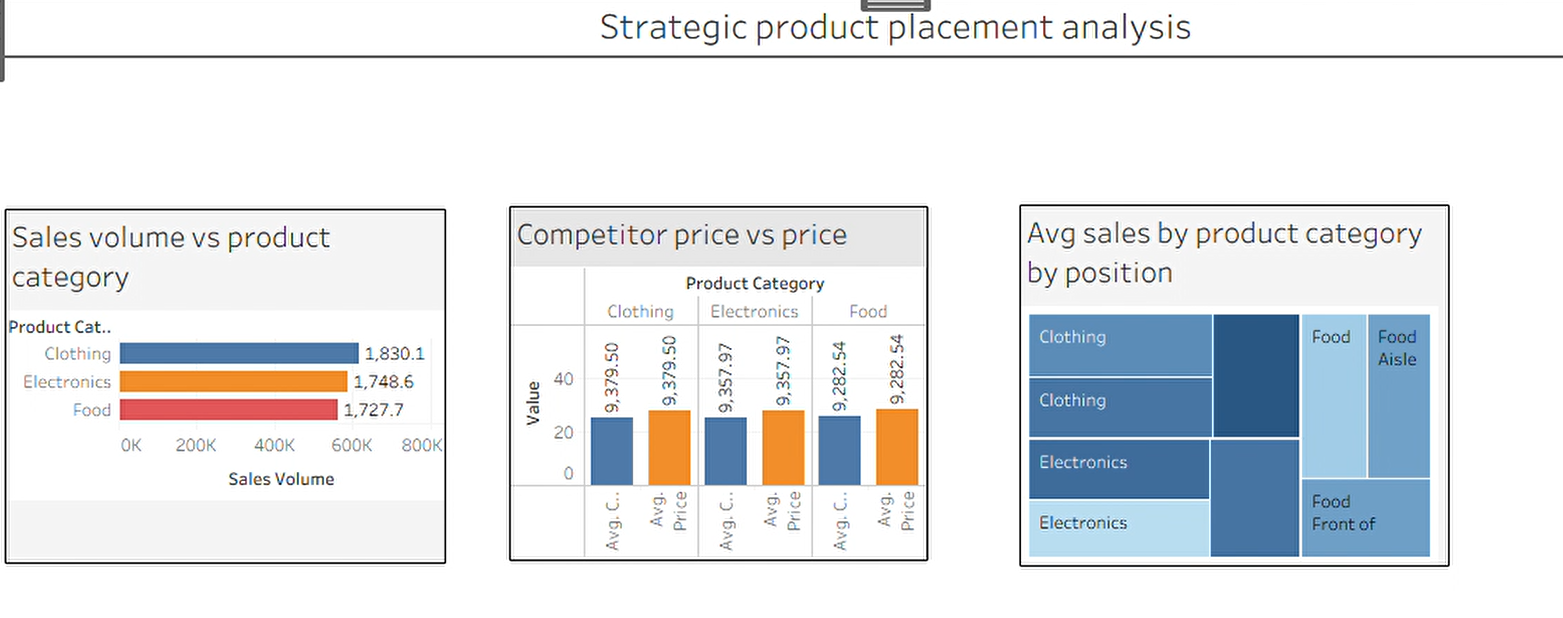 Strategic product placement analysis
Sales volume vs product
category
Product Cat..
Clothing 1,830.1
Electronics 1,748.6
Food 1,727.7
0K 200K 400K 600K 800K
Sales Volume
Competitor price vs price
Product Category
Clothing Electronics Food
Value
40
20
0
9,379.50 9,379.50 9,357.97 9,357.97 9,282.54 9,282.54
Avg. C.. Avg. Price Avg. C.. Avg. Price Avg. C.. Avg. Price
Avg sales by product category
by position
Clothing
Clothing
Electronics
Electronics
Food
Food
Aisle
Food
Front of